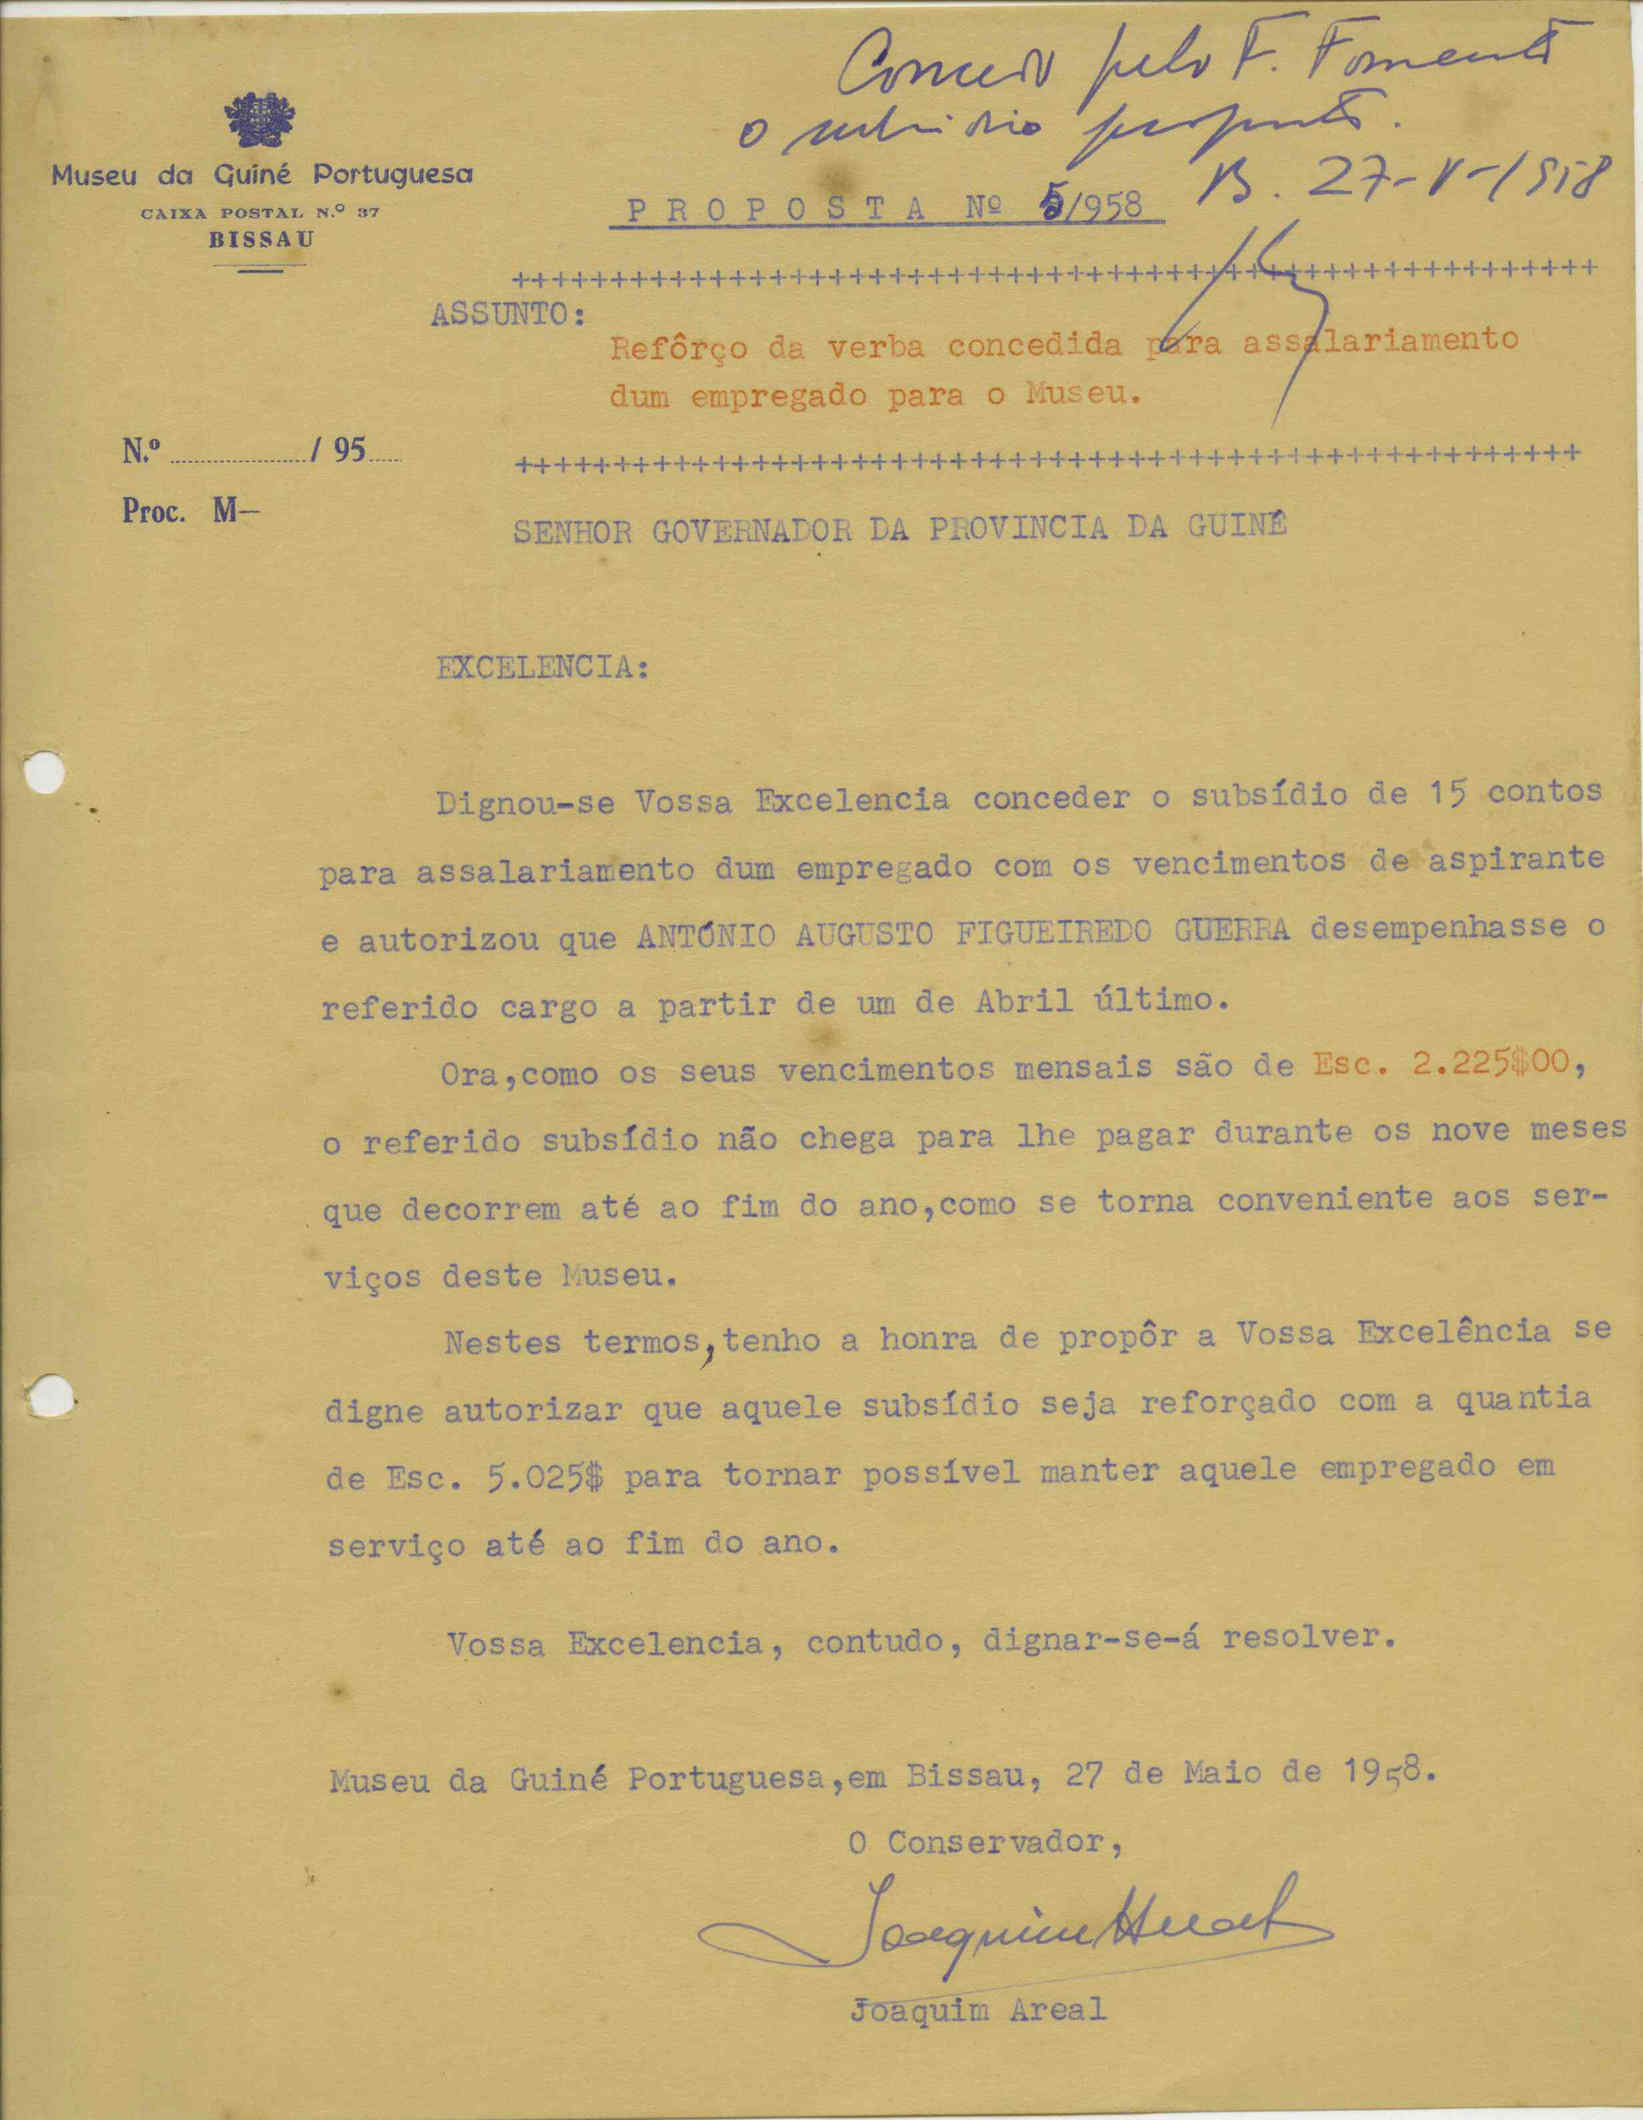 Concedo pelo F. Fomento
o subsidio proposto.
B. 27-V-1958
Museu da Guiné Portuguesa
CAIXA POSTAL N.º 37
BISSAU
PROPOSTA Nº 5/958
++++++++++++++++++++++++++++++++++++++++++++++++++++++
ASSUNTO:
Refôrço da verba concedida para assalariamento
dum empregado para o Museu.
N.º ............ / 95....
Proc. M—
++++++++++++++++++++++++++++++++++++++++++++++++++++++
SENHOR GOVERNADOR DA PROVINCIA DA GUINÉ
EXCELENCIA:
Dignou-se Vossa Excelencia conceder o subsídio de 15 contos
para assalariamento dum empregado com os vencimentos de aspirante
e autorizou que ANTÓNIO AUGUSTO FIGUEIREDO GUERRA desempenhasse o
referido cargo a partir de um de Abril último.
Ora,como os seus vencimentos mensais são de Esc. 2.225$00,
o referido subsídio não chega para lhe pagar durante os nove meses
que decorrem até ao fim do ano,como se torna conveniente aos ser-
viços deste Museu.
Nestes termos,tenho a honra de propôr a Vossa Excelência se
digne autorizar que aquele subsídio seja reforçado com a quantia
de Esc. 5.025$ para tornar possível manter aquele empregado em
serviço até ao fim do ano.
Vossa Excelencia, contudo, dignar-se-á resolver.
Museu da Guiné Portuguesa,em Bissau, 27 de Maio de 1958.
O Conservador,
Joaquim Areal
Joaquim Areal